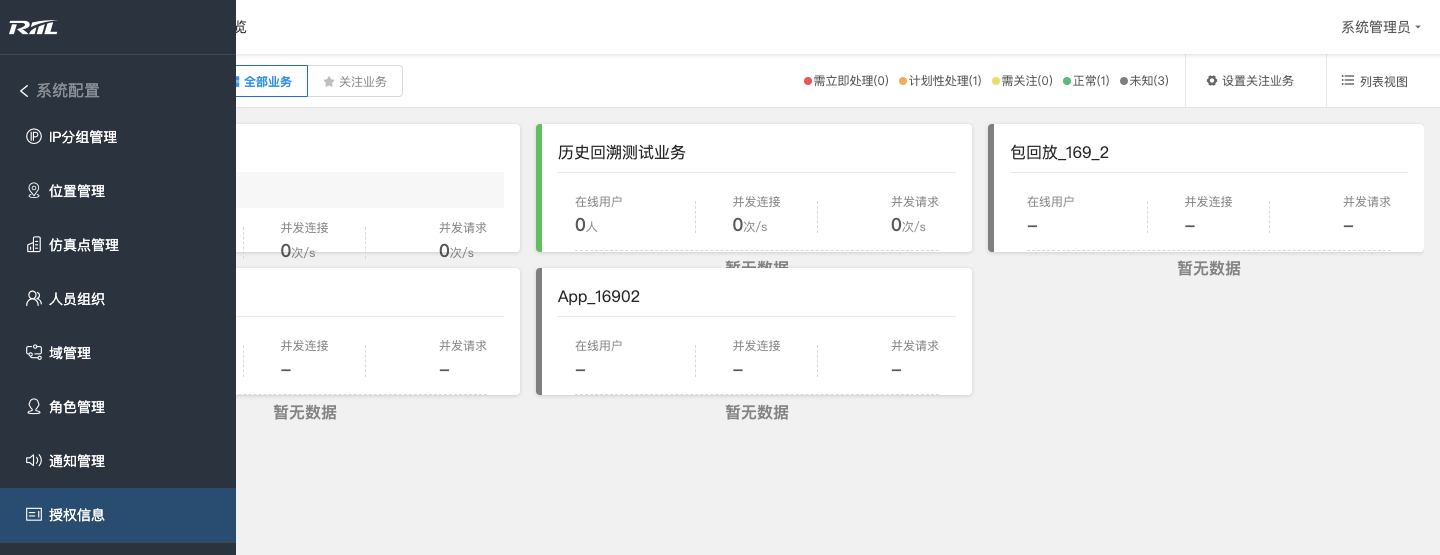 RIIL
览
系统管理员
系统配置
IP分组管理
位置管理
仿真点管理
人员组织
域管理
角色管理
通知管理
授权信息
全部业务
关注业务
需立即处理(0)
计划性处理(1)
需关注(0)
正常(1)
未知(3)
设置关注业务
列表视图
并发连接
并发请求
0次/s
0次/s
历史回溯测试业务
在线用户
并发连接
并发请求
0人
0次/s
0次/s
暂无数据
包回放_169_2
在线用户
并发连接
并发请求
–
–
–
暂无数据
并发连接
并发请求
–
–
暂无数据
App_16902
在线用户
并发连接
并发请求
–
–
–
暂无数据